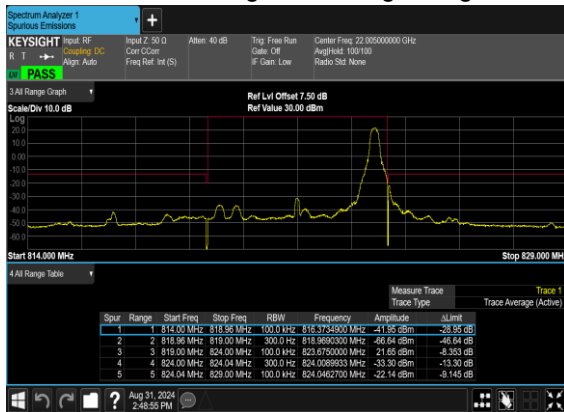 Spectrum Analyzer 1
Spurious Emissions
KEYSIGHT Input: RF Input Z: 50 Ω Atten: 40 dB Trig: Free Run Center Freq: 22.005000000 GHz
R T Coupling: DC Corr CCorr Gate: Off Avg|Hold: 100/100
Align: Auto Freq Ref: Int (S) IF Gain: Low Radio Std: None
PASS
3 All Range Graph Ref Lvl Offset 7.50 dB
Scale/Div 10.0 dB Ref Value 30.00 dBm
Log
20.0
10.0
0.00
-10.0
-20.0
-30.0
-40.0
-50.0
-60.0
Start 814.000 MHz Stop 829.000 MH
4 All Range Table
Measure Trace Trace 1
Trace Type Trace Average (Active)
Spur Range Start Freq Stop Freq RBW Frequency Amplitude ΔLimit
1 1 814.00 MHz 818.96 MHz 100.0 kHz 816.3734900 MHz -41.95 dBm -28.95 dB
2 2 818.96 MHz 819.00 MHz 300.0 Hz 818.9690300 MHz -66.64 dBm -46.64 dB
3 3 819.00 MHz 824.00 MHz 100.0 kHz 823.6750000 MHz 21.65 dBm -8.353 dB
4 4 824.00 MHz 824.04 MHz 300.0 Hz 824.0089933 MHz -33.30 dBm -13.30 dB
5 5 824.04 MHz 829.00 MHz 100.0 kHz 824.0462700 MHz -22.14 dBm -9.145 dB
Aug 31, 2024
2:48:55 PM